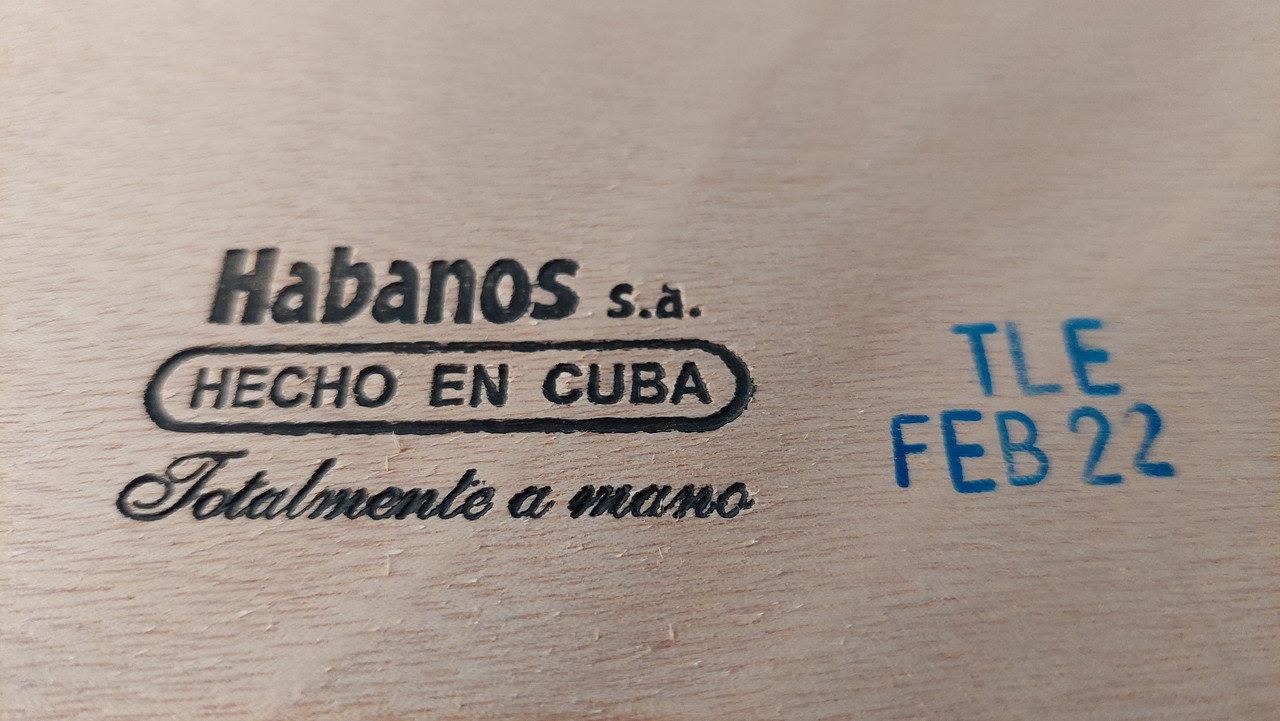 Habanos s.a.
HECHO EN CUBA
Totalmente a mano
TLE
FEB 22